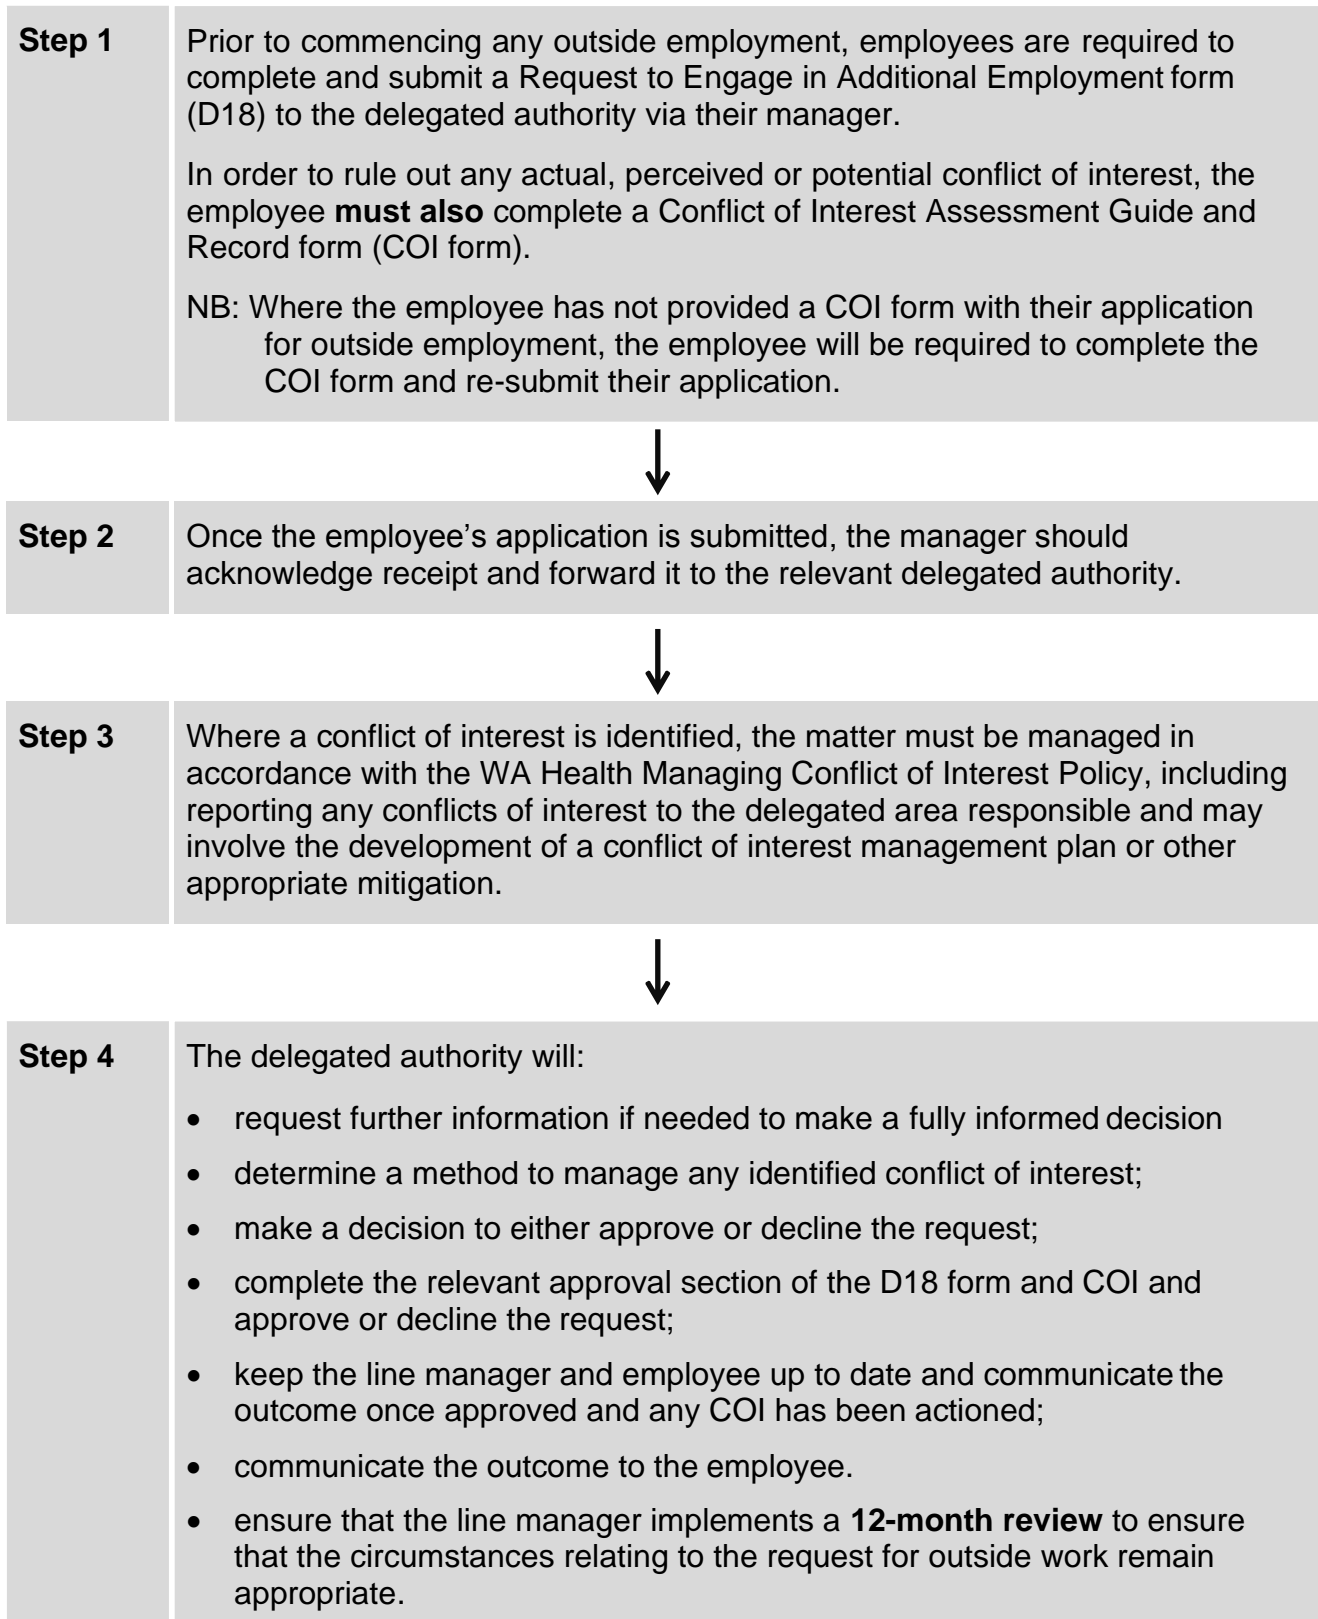 Step 1
Prior to commencing any outside employment, employees are required to
complete and submit a Request to Engage in Additional Employment form
(D18) to the delegated authority via their manager.
In order to rule out any actual, perceived or potential conflict of interest, the
employee must also complete a Conflict of Interest Assessment Guide and
Record form (COI form).
NB: Where the employee has not provided a COI form with their application
for outside employment, the employee will be required to complete the
COI form and re-submit their application.
Step 2
Once the employee’s application is submitted, the manager should
acknowledge receipt and forward it to the relevant delegated authority.
Step 3
Where a conflict of interest is identified, the matter must be managed in
accordance with the WA Health Managing Conflict of Interest Policy, including
reporting any conflicts of interest to the delegated area responsible and may
involve the development of a conflict of interest management plan or other
appropriate mitigation.
Step 4
The delegated authority will:
• request further information if needed to make a fully informed decision
• determine a method to manage any identified conflict of interest;
• make a decision to either approve or decline the request;
• complete the relevant approval section of the D18 form and COI and
approve or decline the request;
• keep the line manager and employee up to date and communicate the
outcome once approved and any COI has been actioned;
• communicate the outcome to the employee.
• ensure that the line manager implements a 12-month review to ensure
that the circumstances relating to the request for outside work remain
appropriate.